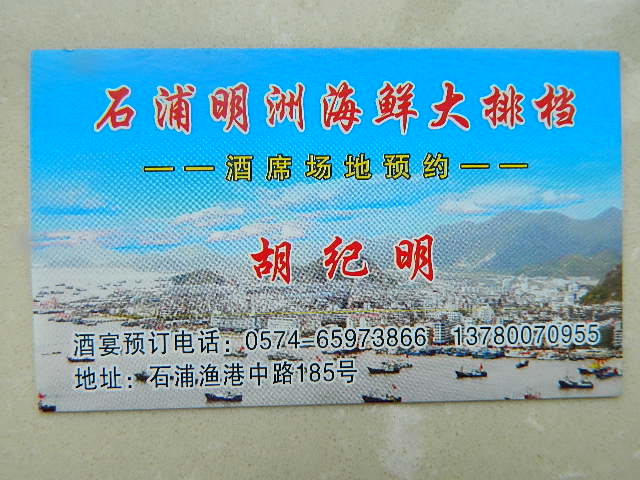 石浦明洲海鲜大排档
——酒席场地预约——
胡纪明
酒宴预订电话：0574-65973866 13780070955
地址：石浦渔港中路185号